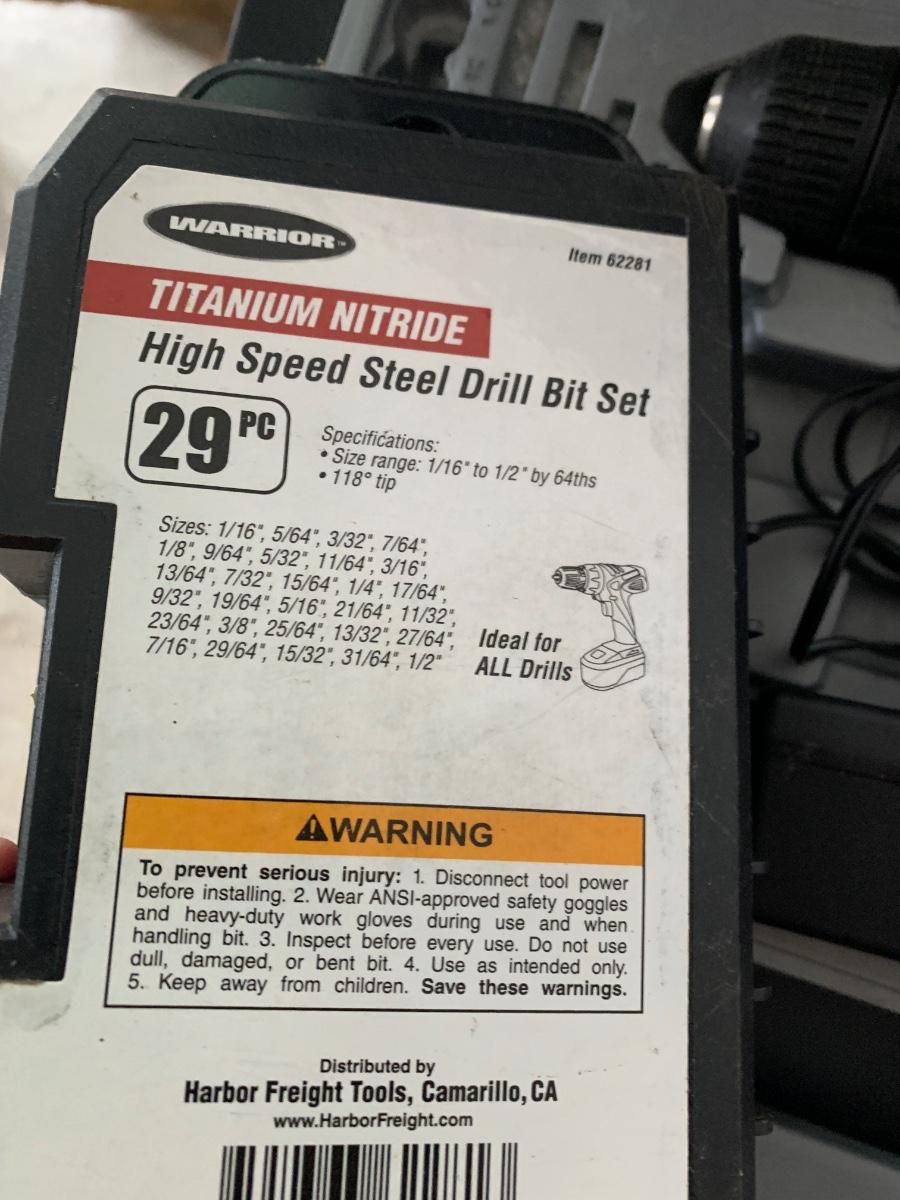 WARRIOR™
Item 62281
TITANIUM NITRIDE
High Speed Steel Drill Bit Set
29 PC
Specifications:
• Size range: 1/16" to 1/2" by 64ths
• 118° tip
Sizes: 1/16", 5/64", 3/32", 7/64",
1/8", 9/64", 5/32", 11/64", 3/16",
13/64", 7/32", 15/64", 1/4", 17/64",
9/32", 19/64", 5/16", 21/64", 11/32",
23/64", 3/8", 25/64", 13/32", 27/64",
7/16", 29/64", 15/32", 31/64", 1/2"
Ideal for
ALL Drills
⚠WARNING
To prevent serious injury: 1. Disconnect tool power
before installing. 2. Wear ANSI-approved safety goggles
and heavy-duty work gloves during use and when
handling bit. 3. Inspect before every use. Do not use
dull, damaged, or bent bit. 4. Use as intended only.
5. Keep away from children. Save these warnings.
Distributed by
Harbor Freight Tools, Camarillo, CA
www.HarborFreight.com